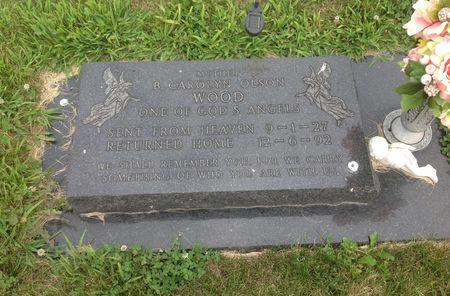 MOTHER
B. CAROLYN OLSON
WOOD
ONE OF GOD'S ANGELS
SENT FROM HEAVEN 9-1-27
RETURNED HOME 12-6-92
WE SHALL REMEMBER YOU, FOR WE CARRY
SOMETHING OF WHO YOU ARE WITH US.